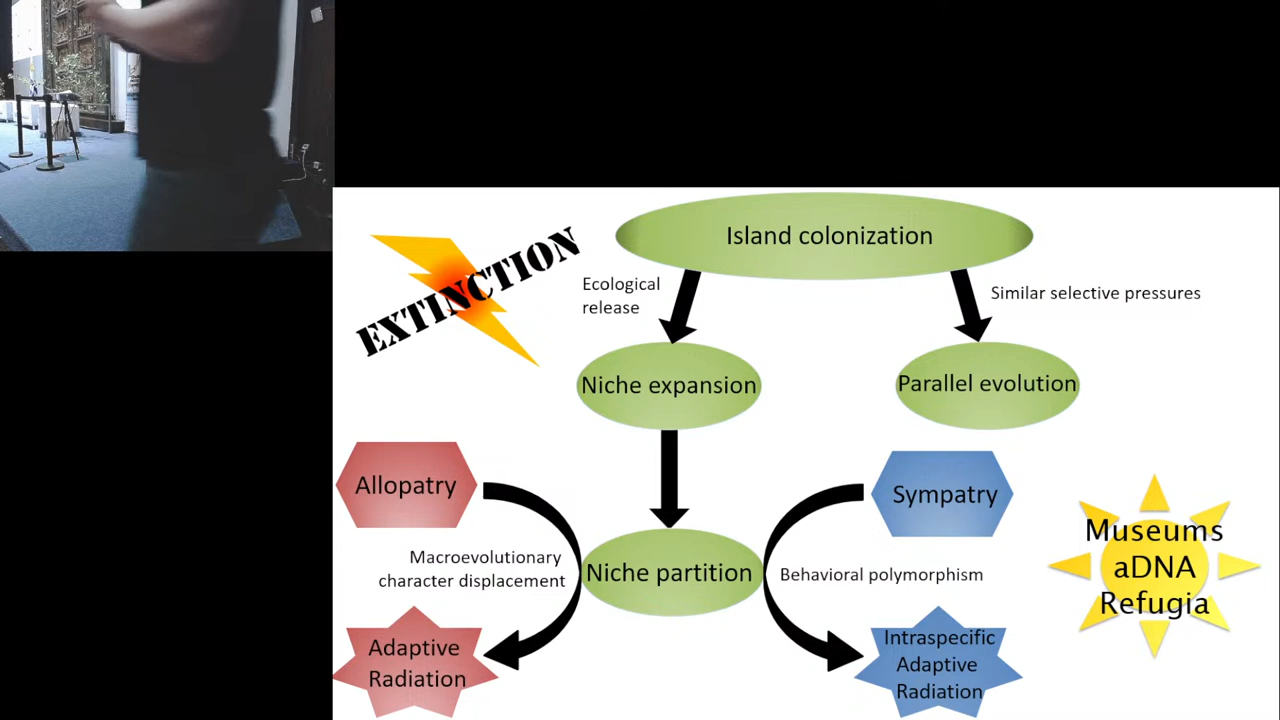 EXTINCTION
Island colonization
Ecological
release
Similar selective pressures
Niche expansion
Parallel evolution
Allopatry
Sympatry
Macroevolutionary
character displacement
Niche partition
Behavioral polymorphism
Museums
aDNA
Refugia
Adaptive
Radiation
Intraspecific
Adaptive
Radiation